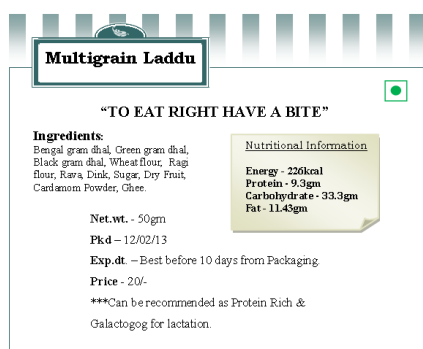 Multigrain Laddu
“TO EAT RIGHT HAVE A BITE”
Ingredients:
Bengal gram dhal, Green gram dhal,
Black gram dhal, Wheat flour, Ragi
flour, Rava, Dink, Sugar, Dry Fruit,
Cardamom Powder, Ghee.
Nutritional Information
Energy - 226kcal
Protein - 9.3gm
Carbohydrate - 33.3gm
Fat - 11.43gm
Net.wt. - 50gm
Pkd – 12/02/13
Exp.dt. – Best before 10 days from Packaging.
Price - 20/-
***Can be recommended as Protein Rich &
Galactogog for lactation.